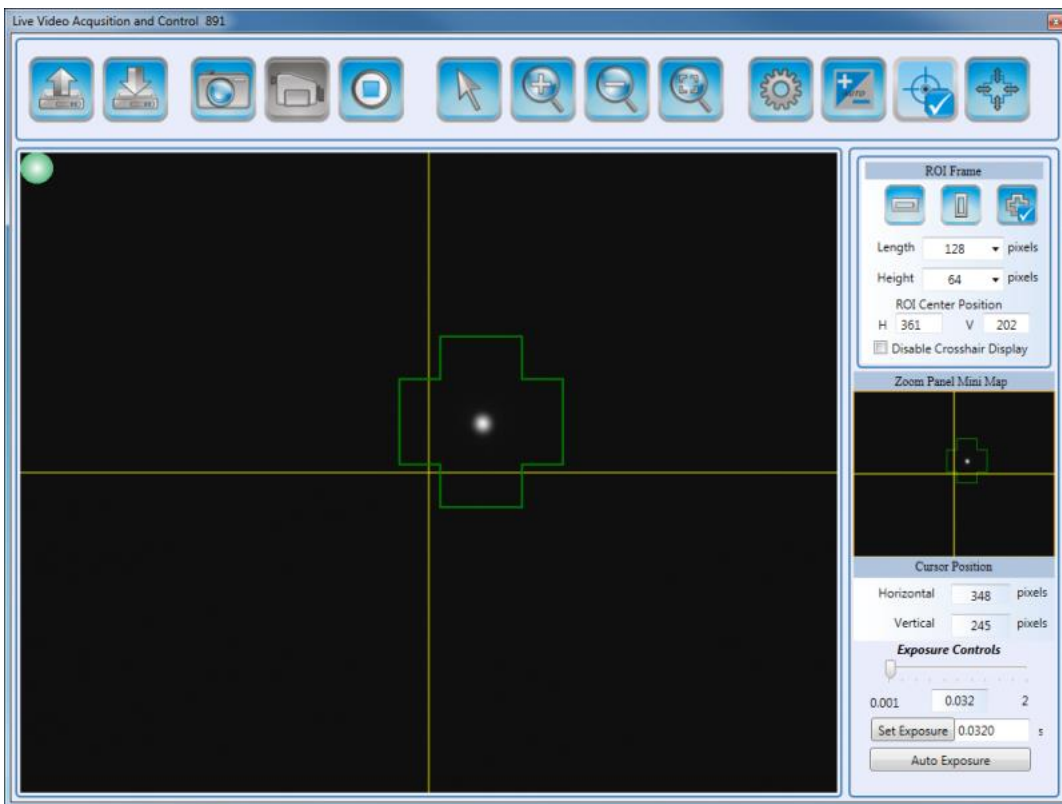 Live Video Acqusition and Control 891
AUTO
ROI Frame
Length 128 pixels
Height 64 pixels
ROI Center Position
H 361 V 202
Disable Crosshair Display
Zoom Panel Mini Map
Cursor Position
Horizontal 348 pixels
Vertical 245 pixels
Exposure Controls
0.001 0.032 2
Set Exposure 0.0320 s
Auto Exposure